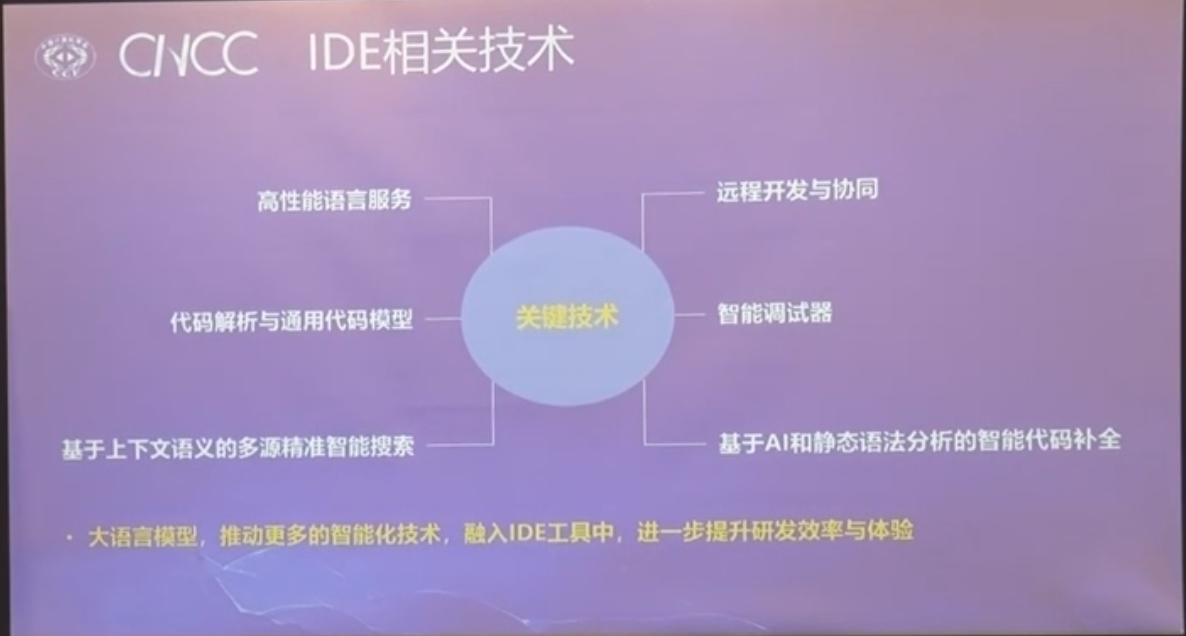 CNCC
IDE相关技术
高性能语言服务
远程开发与协同
代码解析与通用代码模型
关键技术
智能调试器
基于上下文语义的多源精准智能搜索
基于AI和静态语法分析的智能代码补全
· 大语言模型，推动更多的智能化技术，融入IDE工具中，进一步提升研发效率与体验